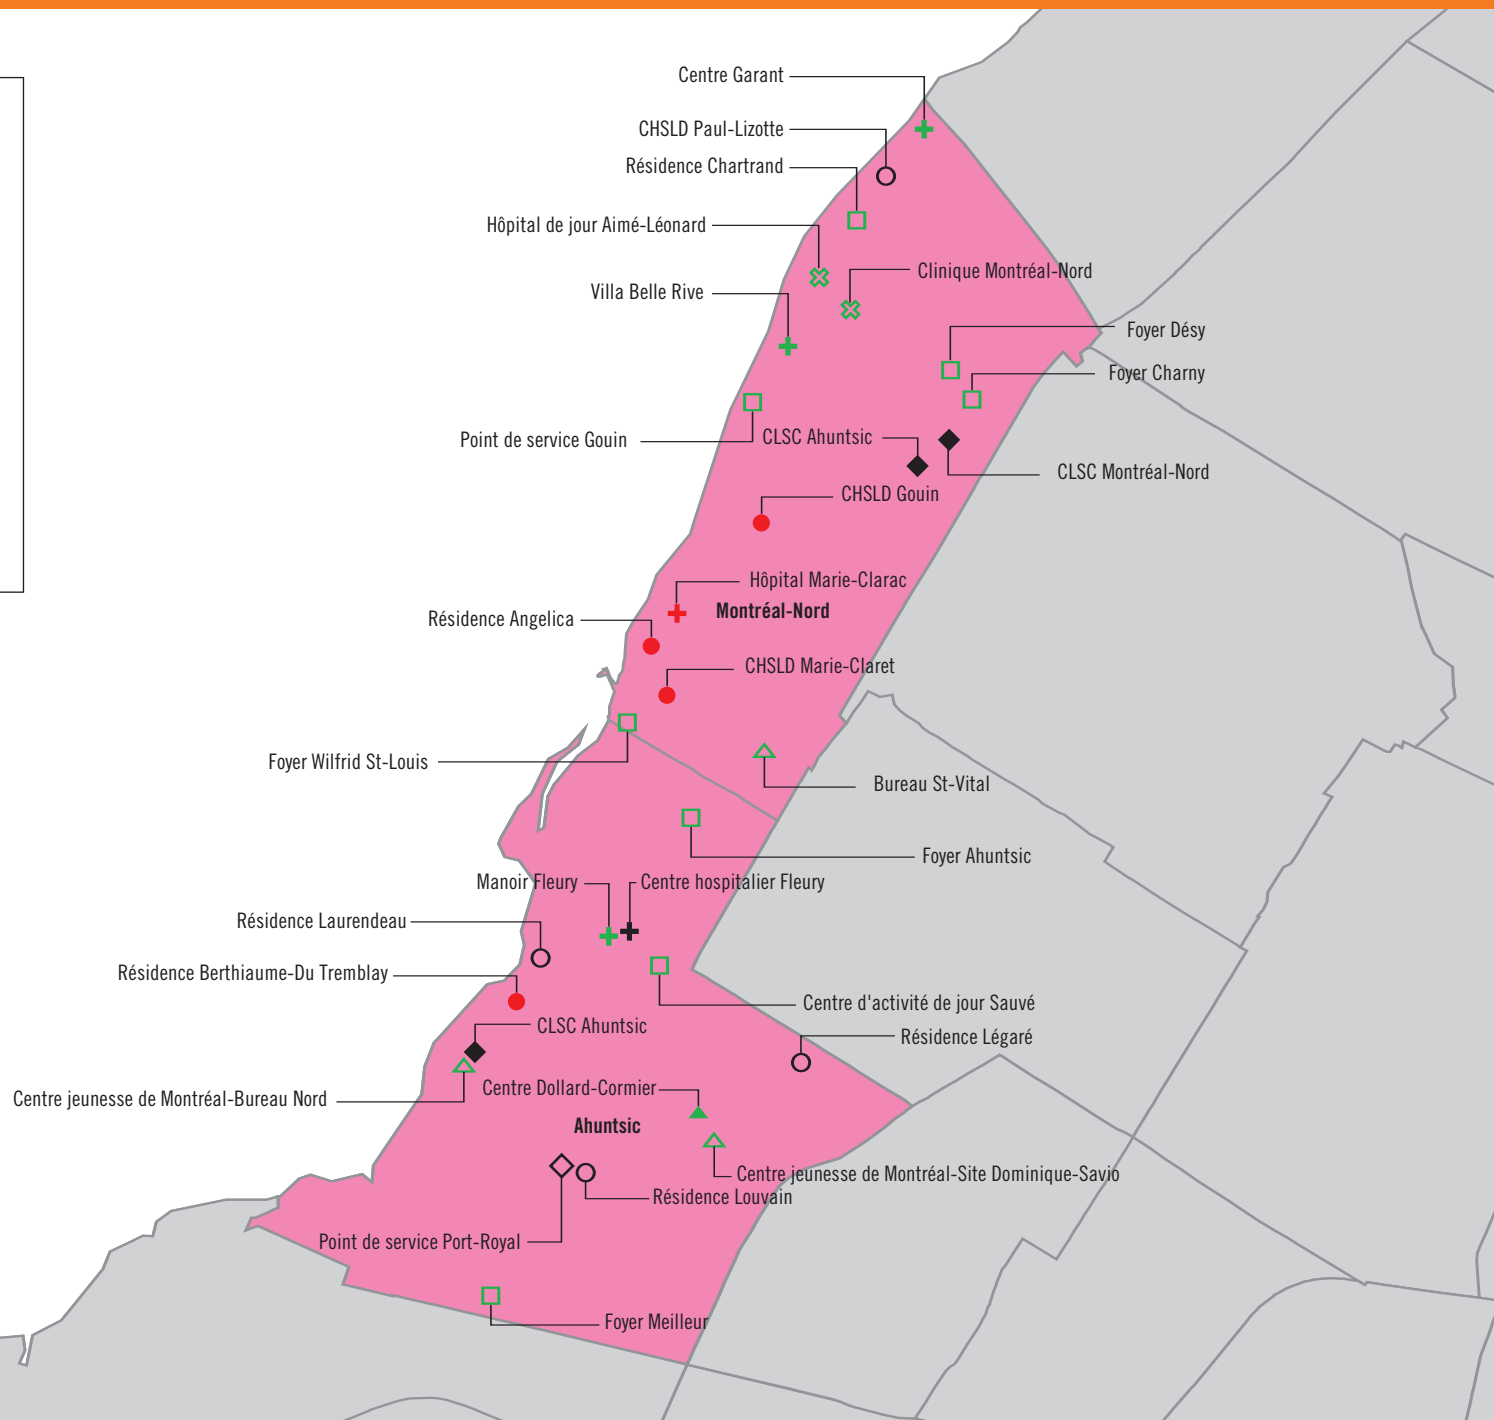 Centre Garant
CHSLD Paul-Lizotte
Résidence Chartrand
Hôpital de jour Aimé-Léonard
Clinique Montréal-Nord
Villa Belle Rive
Foyer Désy
Foyer Charny
Point de service Gouin
CLSC Ahuntsic
CLSC Montréal-Nord
CHSLD Gouin
Hôpital Marie-Clarac
Montréal-Nord
Résidence Angelica
CHSLD Marie-Claret
Foyer Wilfrid St-Louis
Bureau St-Vital
Foyer Ahuntsic
Manoir Fleury
Centre hospitalier Fleury
Résidence Laurendeau
Résidence Berthiaume-Du Tremblay
Centre d'activité de jour Sauvé
CLSC Ahuntsic
Résidence Légaré
Centre Dollard-Cormier
Centre jeunesse de Montréal-Bureau Nord
Ahuntsic
Centre jeunesse de Montréal-Site Dominique-Savio
Résidence Louvain
Point de service Port-Royal
Foyer Meilleur